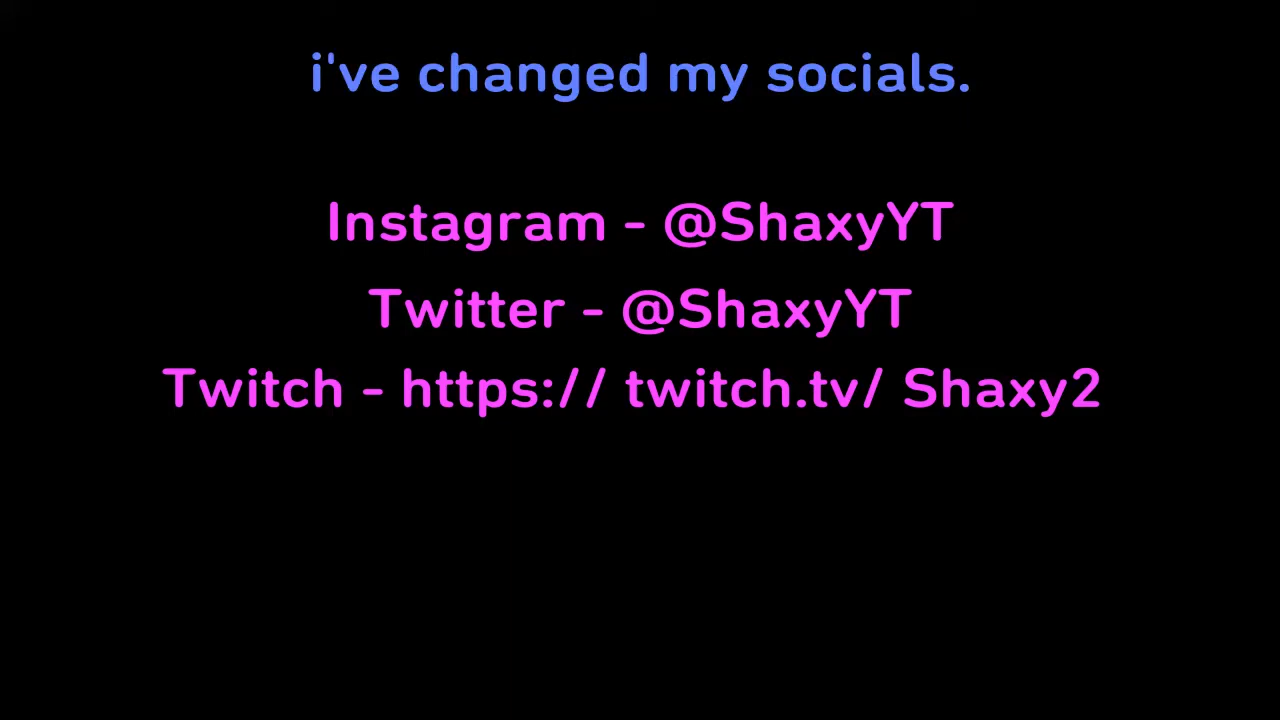 i've changed my socials.
Instagram - @ShaxyYT
Twitter - @ShaxyYT
Twitch - https:// twitch.tv/ Shaxy2